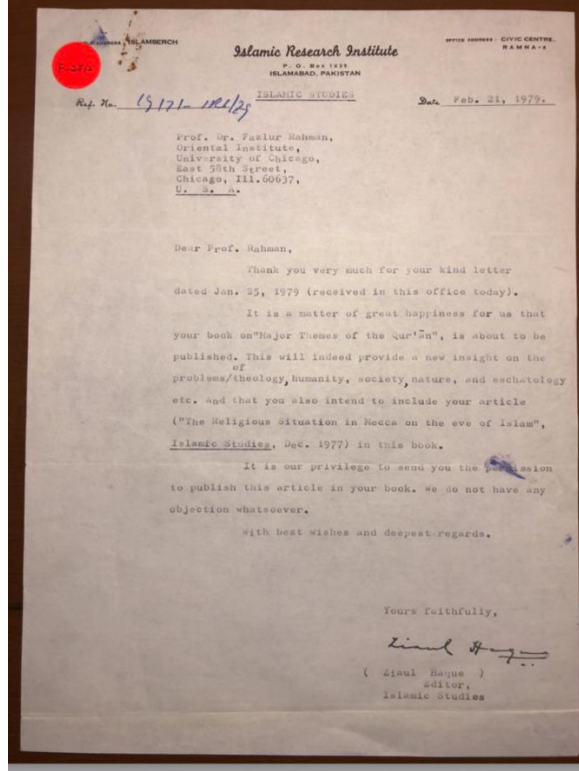 ISLAMSERCH
Islamic Research Institute
P. O. Box 1035
ISLAMABAD, PAKISTAN
OFFICE ADDRESS : CIVIC CENTRE,
RAMNA-6
ISLAMIC STUDIES
Ref. No.
Date Feb. 21, 1979.
Prof. Dr. Fazlur Rahman,
Oriental Institute,
University of Chicago,
East 58th Street,
Chicago, Ill.60637,
U. S. A.
Dear Prof. Rahman,
Thank you very much for your kind letter
dated Jan. 25, 1979 (received in this office today).
It is a matter of great happiness for us that
your book on"Major Themes of the Qur'ān", is about to be
published. This will indeed provide a new insight on the
of
problems/theology, humanity, society, nature, and eschatology
etc. And that you also intend to include your article
("The Religious Situation in Mecca on the eve of Islam",
Islamic Studies, Dec. 1977) in this book.
It is our privilege to send you the permission
to publish this article in your book. We do not have any
objection whatsoever.
With best wishes and deepest regards.
Yours faithfully,
Ziaul Haque
( Ziaul Haque )
Editor,
Islamic Studies